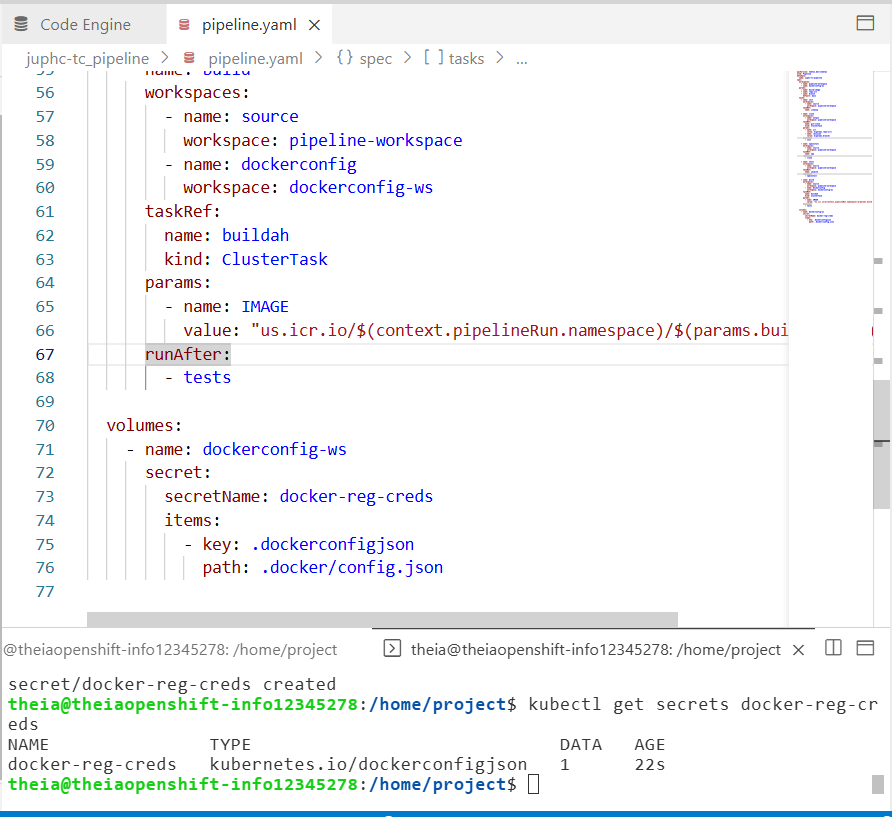 Code Engine
pipeline.yaml
juphc-tc_pipeline > pipeline.yaml > {} spec > [ ] tasks > ...
55 name: build
56 workspaces:
57 - name: source
58 workspace: pipeline-workspace
59 - name: dockerconfig
60 workspace: dockerconfig-ws
61 taskRef:
62 name: buildah
63 kind: ClusterTask
64 params:
65 - name: IMAGE
66 value: "us.icr.io/$(context.pipelineRun.namespace)/$(params.bui
67 runAfter:
68 - tests
69
70 volumes:
71 - name: dockerconfig-ws
72 secret:
73 secretName: docker-reg-creds
74 items:
75 - key: .dockerconfigjson
76 path: .docker/config.json
77
@theiaopenshift-info12345278: /home/project
theia@theiaopenshift-info12345278: /home/project
secret/docker-reg-creds created
theia@theiaopenshift-info12345278:/home/project$ kubectl get secrets docker-reg-cr
eds
NAME TYPE DATA AGE
docker-reg-creds kubernetes.io/dockerconfigjson 1 22s
theia@theiaopenshift-info12345278:/home/project$